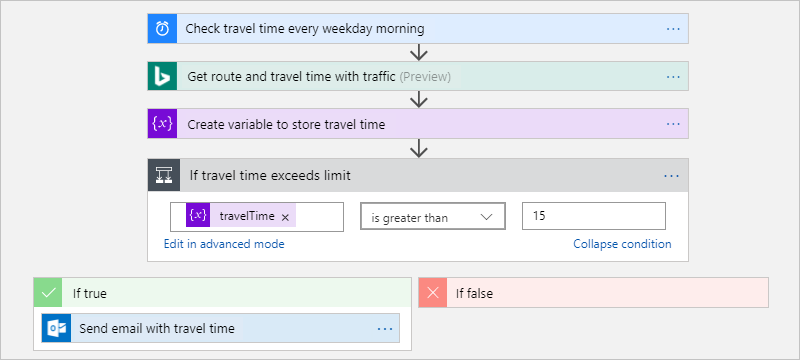 Check travel time every weekday morning
Get route and travel time with traffic (Preview)
{x} Create variable to store travel time
If travel time exceeds limit
{x} travelTime × is greater than 15
Edit in advanced mode Collapse condition
If true If false
Send email with travel time